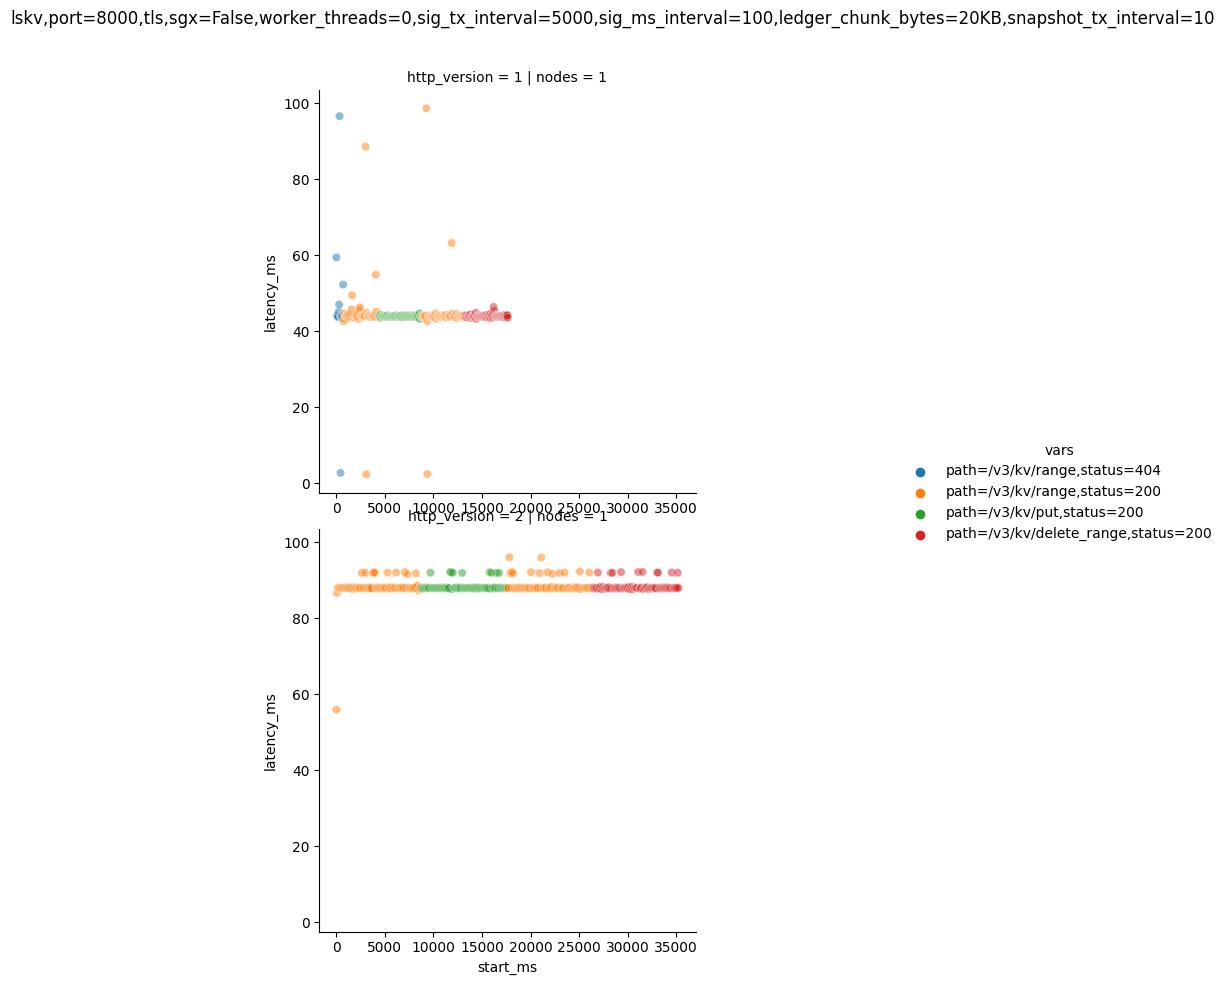 lskv,port=8000,tls,sgx=False,worker_threads=0,sig_tx_interval=5000,sig_ms_interval=100,ledger_chunk_bytes=20KB,snapshot_tx_interval=10
http_version = 1 | nodes = 1
100
80
60
40
20
0
latency_ms
0 5000 10000 15000 20000 25000 30000 35000
http_version = 2 | nodes = 1
100
80
60
40
20
0
latency_ms
0 5000 10000 15000 20000 25000 30000 35000
start_ms
vars
path=/v3/kv/range,status=404
path=/v3/kv/range,status=200
path=/v3/kv/put,status=200
path=/v3/kv/delete_range,status=200